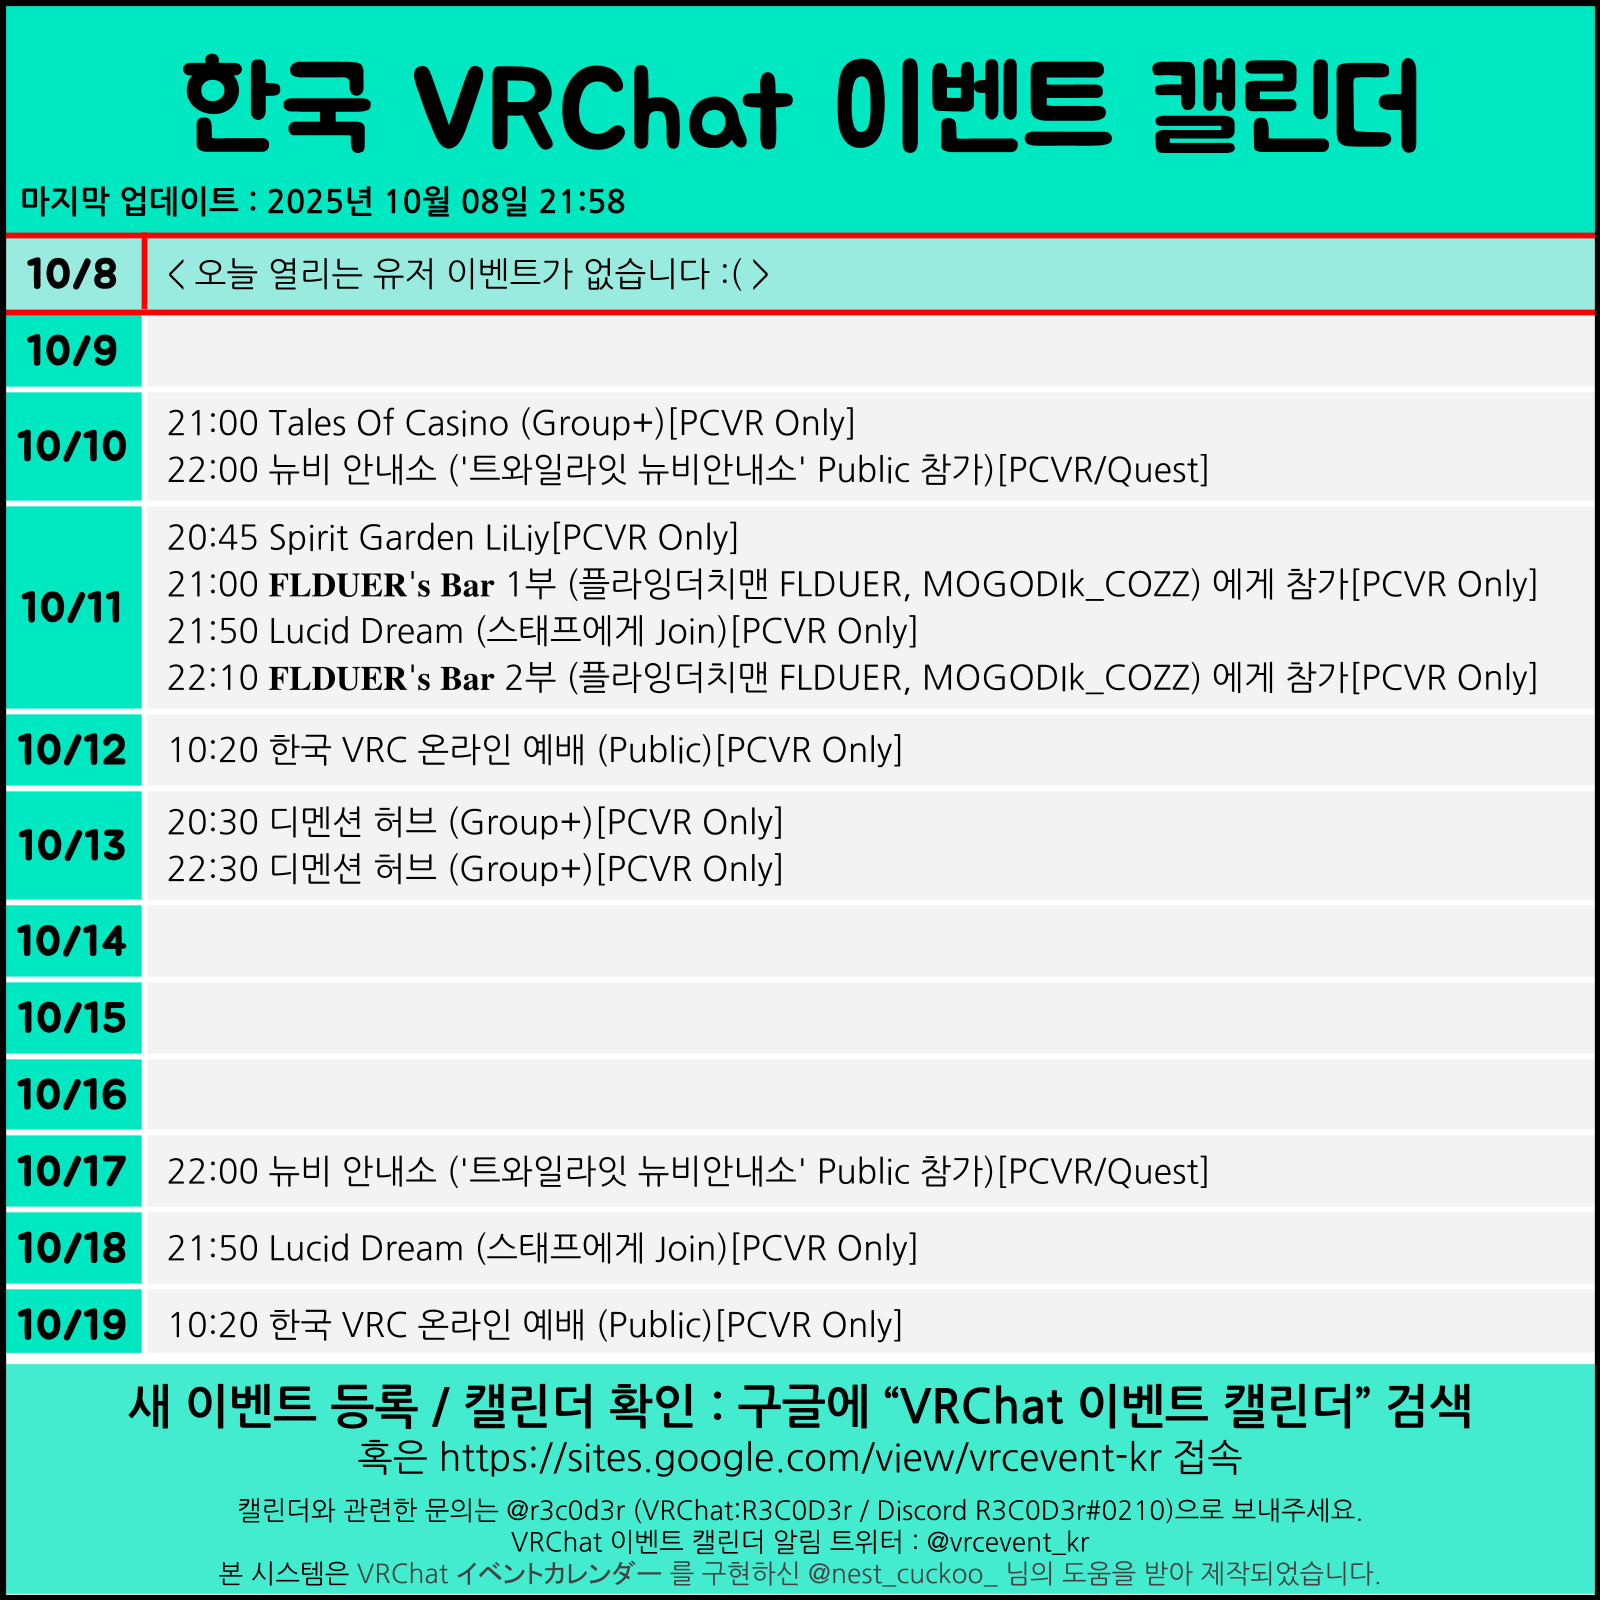 한국 VRChat 이벤트 캘린더
마지막 업데이트 : 2025년 10월 08일 21:58
10/8 < 오늘 열리는 유저 이벤트가 없습니다 :( >
10/9
10/10
21:00 Tales Of Casino (Group+)[PCVR Only]
22:00 뉴비 안내소 ('트와일라잇 뉴비안내소' Public 참가)[PCVR/Quest]
10/11
20:45 Spirit Garden LiLiy[PCVR Only]
21:00 𝐅𝐋𝐃𝐔𝐄𝐑'𝐬 𝐁𝐚𝐫 1부 (플라잉더치맨 FLDUER, MOGODIk_COZZ) 에게 참가[PCVR Only]
21:50 Lucid Dream (스태프에게 Join)[PCVR Only]
22:10 𝐅𝐋𝐃𝐔𝐄𝐑'𝐬 𝐁𝐚𝐫 2부 (플라잉더치맨 FLDUER, MOGODIk_COZZ) 에게 참가[PCVR Only]
10/12 10:20 한국 VRC 온라인 예배 (Public)[PCVR Only]
10/13
20:30 디멘션 허브 (Group+)[PCVR Only]
22:30 디멘션 허브 (Group+)[PCVR Only]
10/14
10/15
10/16
10/17 22:00 뉴비 안내소 ('트와일라잇 뉴비안내소' Public 참가)[PCVR/Quest]
10/18 21:50 Lucid Dream (스태프에게 Join)[PCVR Only]
10/19 10:20 한국 VRC 온라인 예배 (Public)[PCVR Only]
새 이벤트 등록 / 캘린더 확인 : 구글에 “VRChat 이벤트 캘린더” 검색
혹은 https://sites.google.com/view/vrcevent-kr 접속
캘린더와 관련한 문의는 @r3c0d3r (VRChat:R3C0D3r / Discord R3C0D3r#0210)으로 보내주세요.
VRChat 이벤트 캘린더 알림 트위터 : @vrcevent_kr
본 시스템은 VRChat イベントカレンダー 를 구현하신 @nest_cuckoo_ 님의 도움을 받아 제작되었습니다.